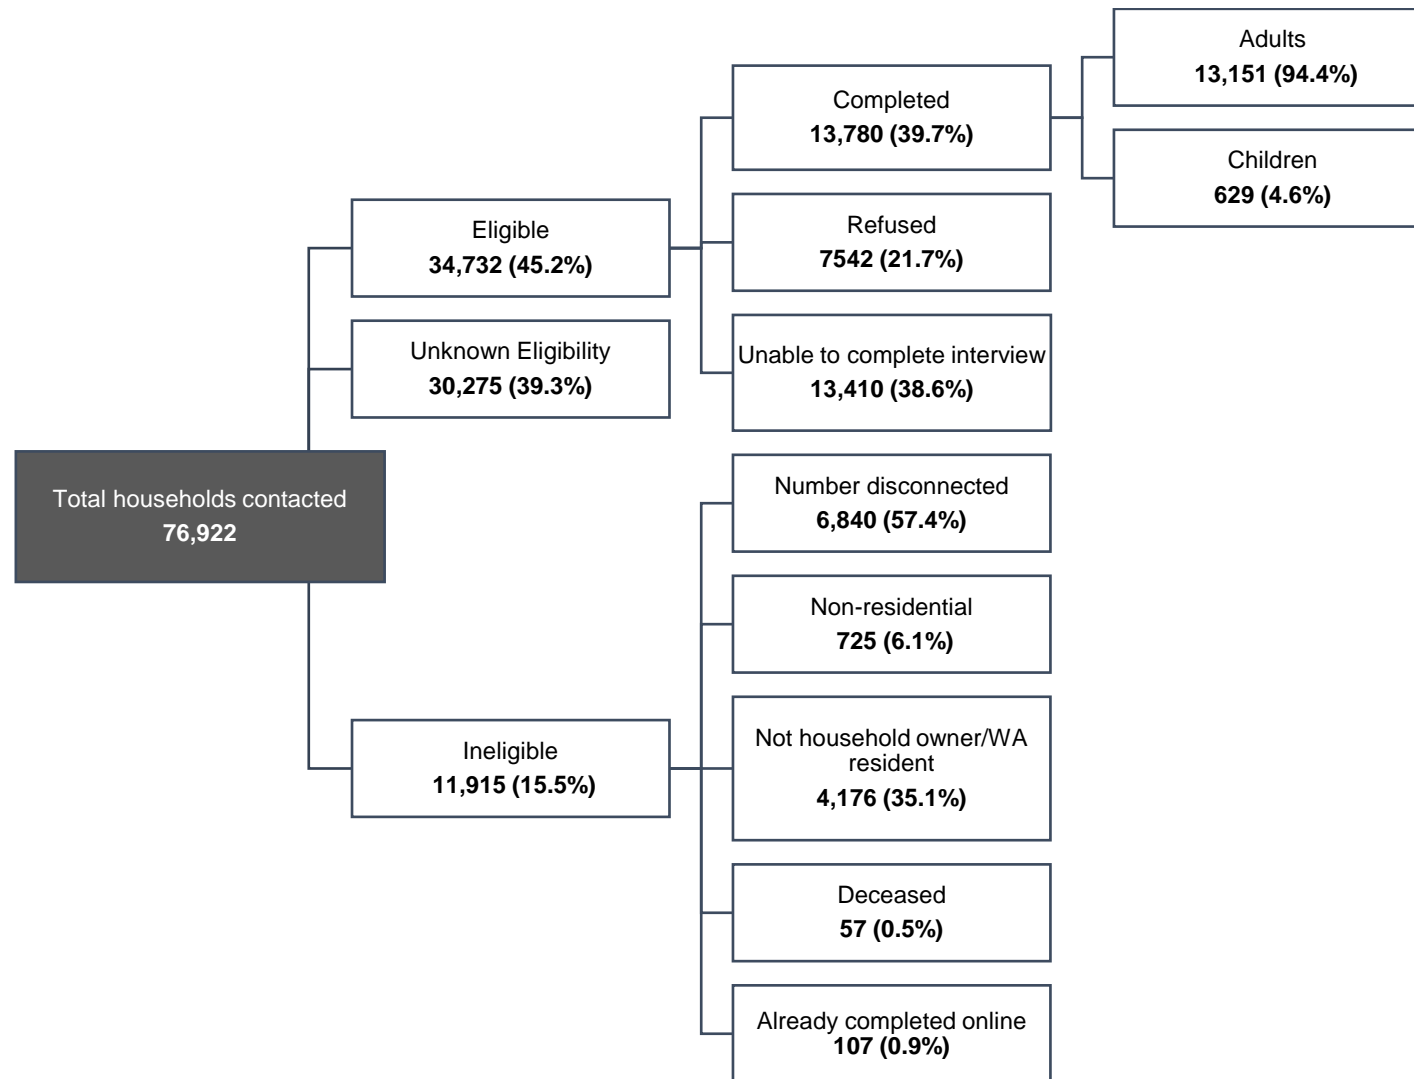 Total households contacted
76,922
Eligible
34,732 (45.2%)
Unknown Eligibility
30,275 (39.3%)
Ineligible
11,915 (15.5%)
Completed
13,780 (39.7%)
Refused
7542 (21.7%)
Unable to complete interview
13,410 (38.6%)
Number disconnected
6,840 (57.4%)
Non-residential
725 (6.1%)
Not household owner/WA
resident
4,176 (35.1%)
Deceased
57 (0.5%)
Already completed online
107 (0.9%)
Adults
13,151 (94.4%)
Children
629 (4.6%)